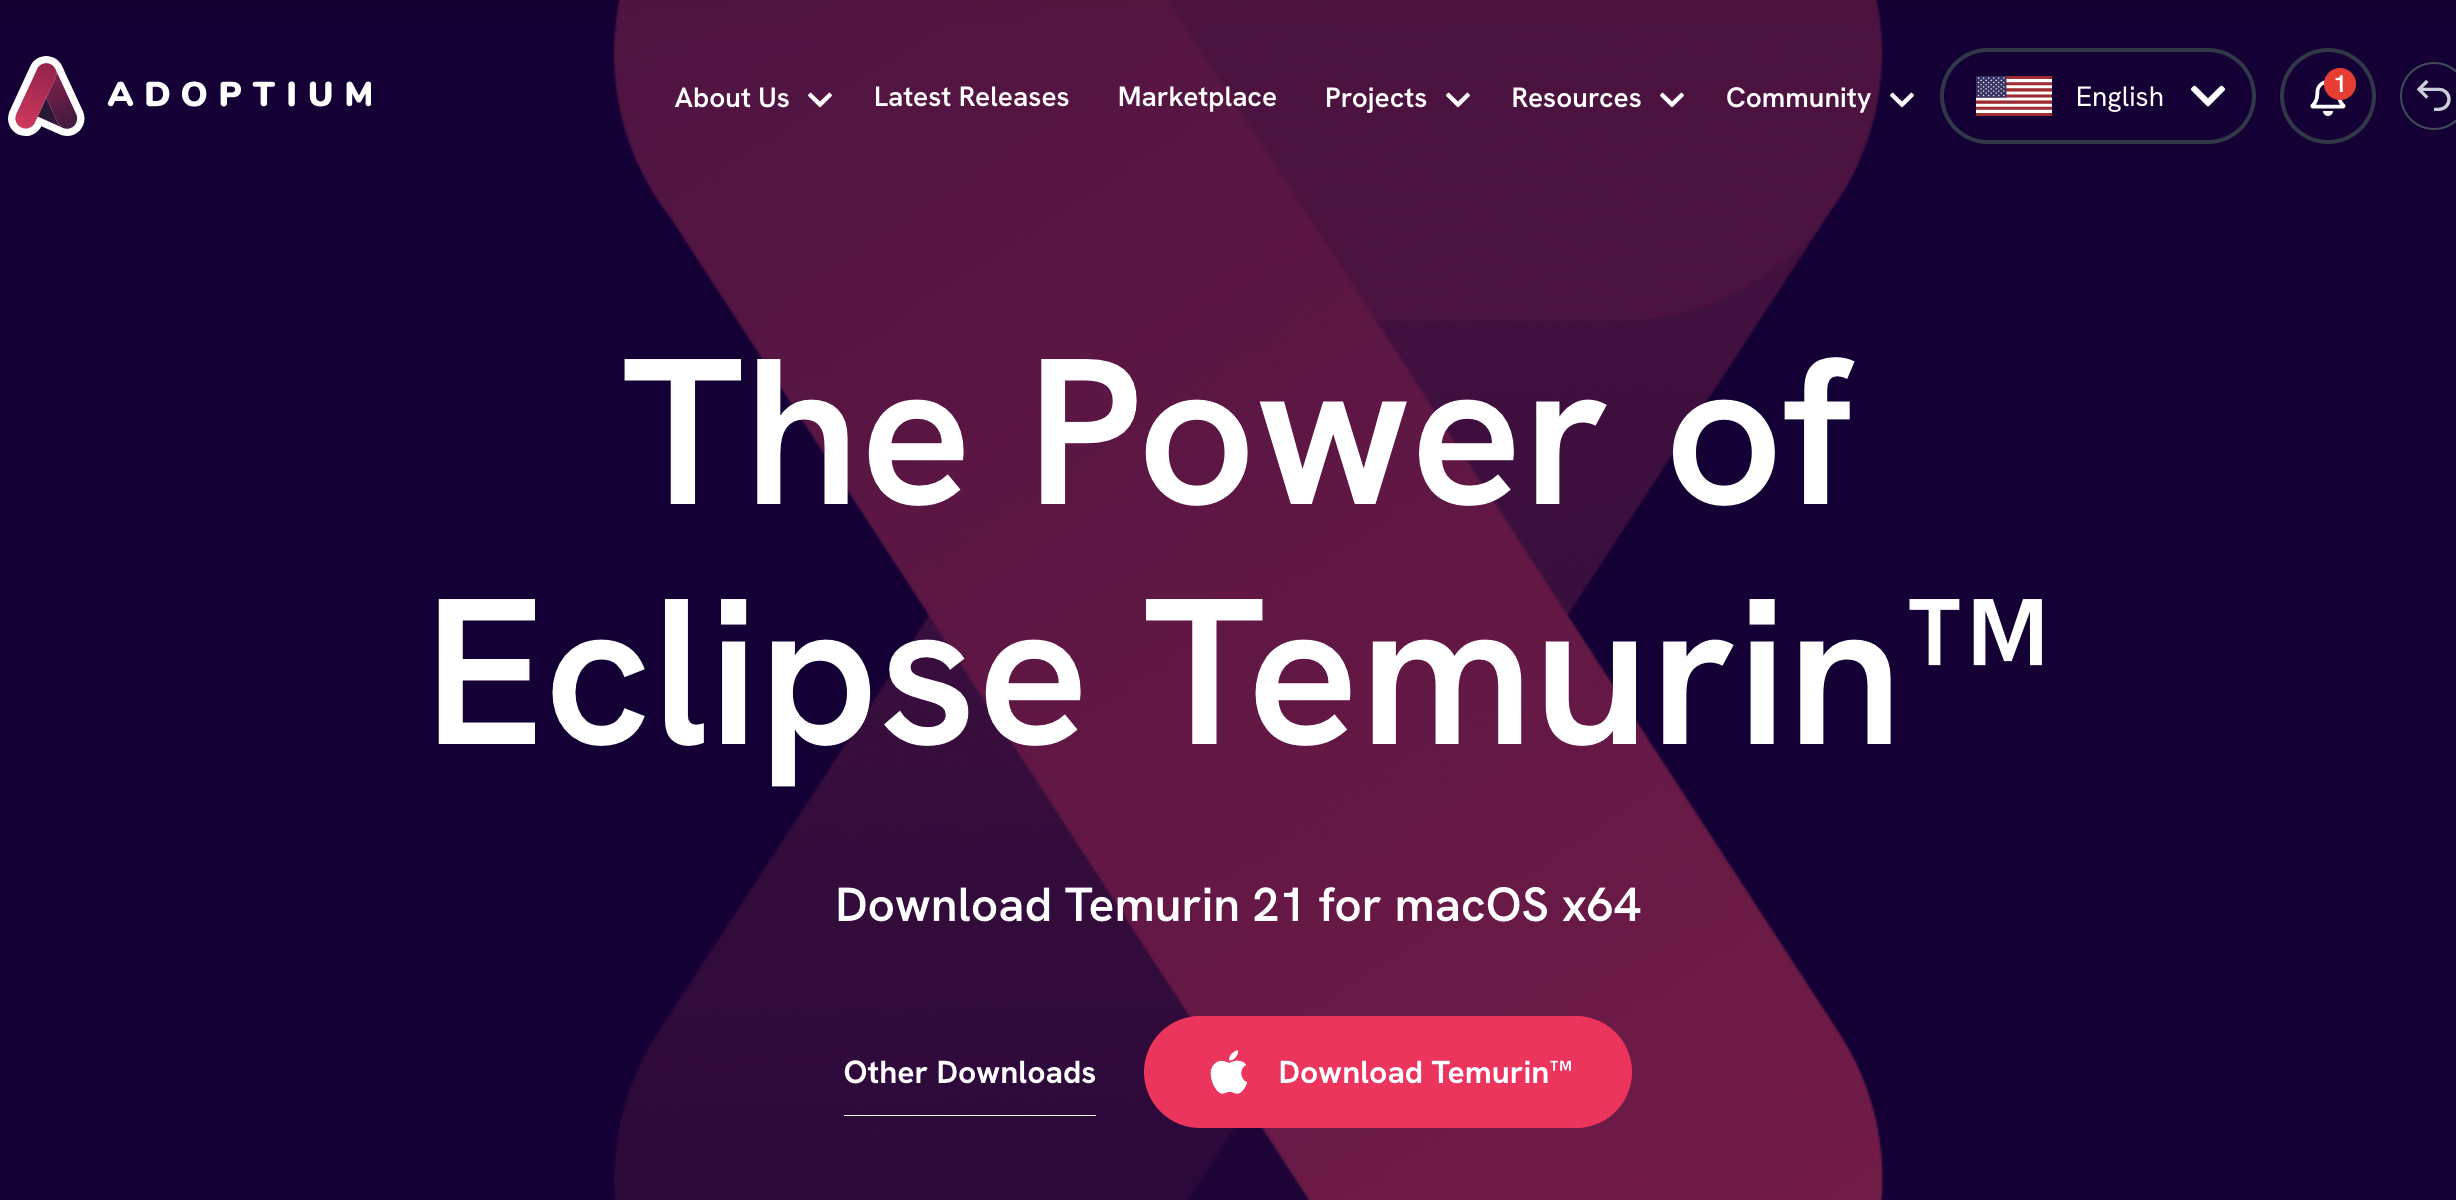 ADOPTIUM
About Us Latest Releases Marketplace Projects Resources Community English 1
The Power of
Eclipse Temurin™
Download Temurin 21 for macOS x64
Other Downloads Download Temurin™